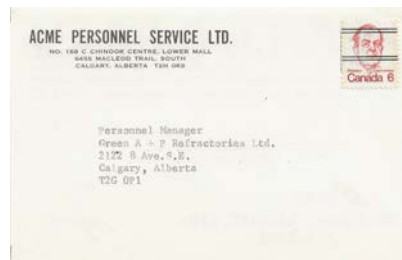 ACME PERSONNEL SERVICE LTD.
NO. 158 C CHINOOK CENTRE, LOWER MALL
6455 MACLEOD TRAIL, SOUTH
CALGARY, ALBERTA T2H 0K9
Canada 6
Personnel Manager
Green A + P Refractories Ltd.
2122 8 Ave.S.E.
Calgary, Alberta
T2G 0P1